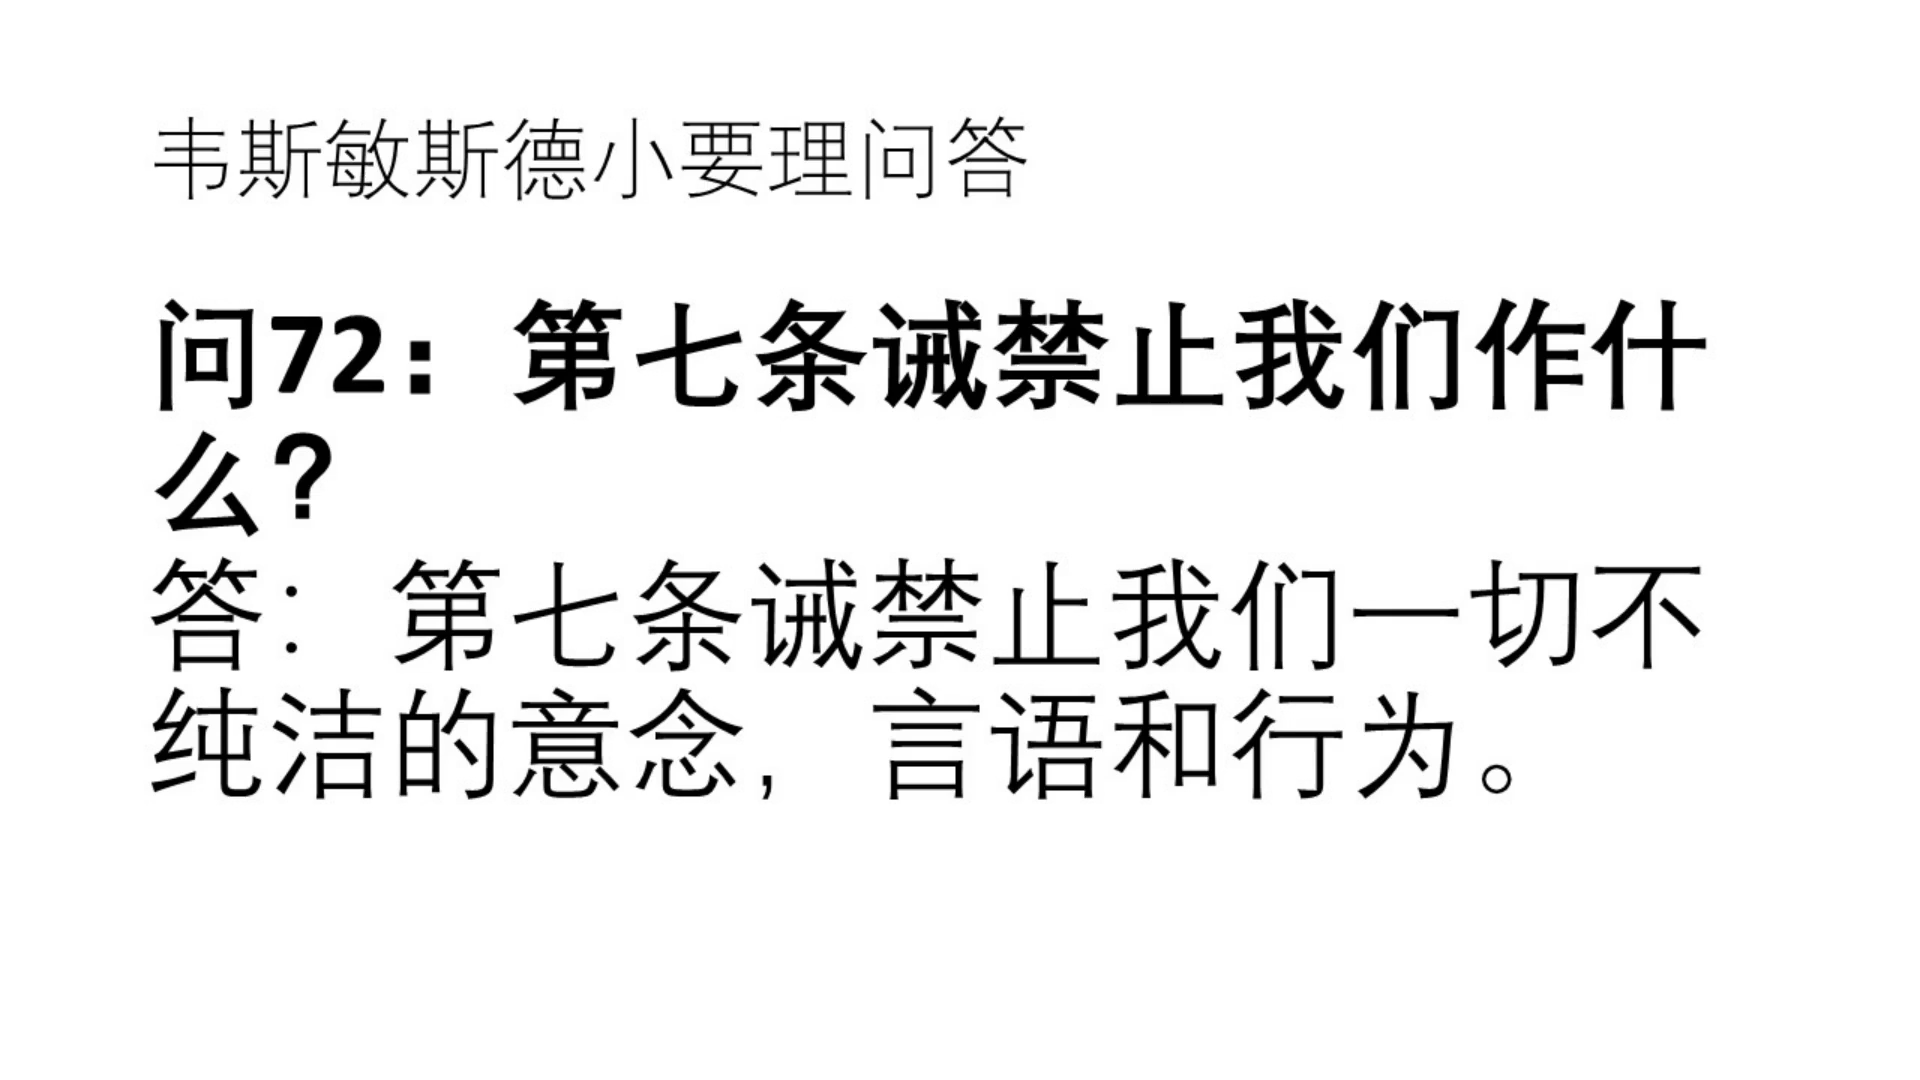 韦斯敏斯德小要理问答
问72：第七条诫禁止我们作什
么？
答：第七条诫禁止我们一切不
纯洁的意念，言语和行为。